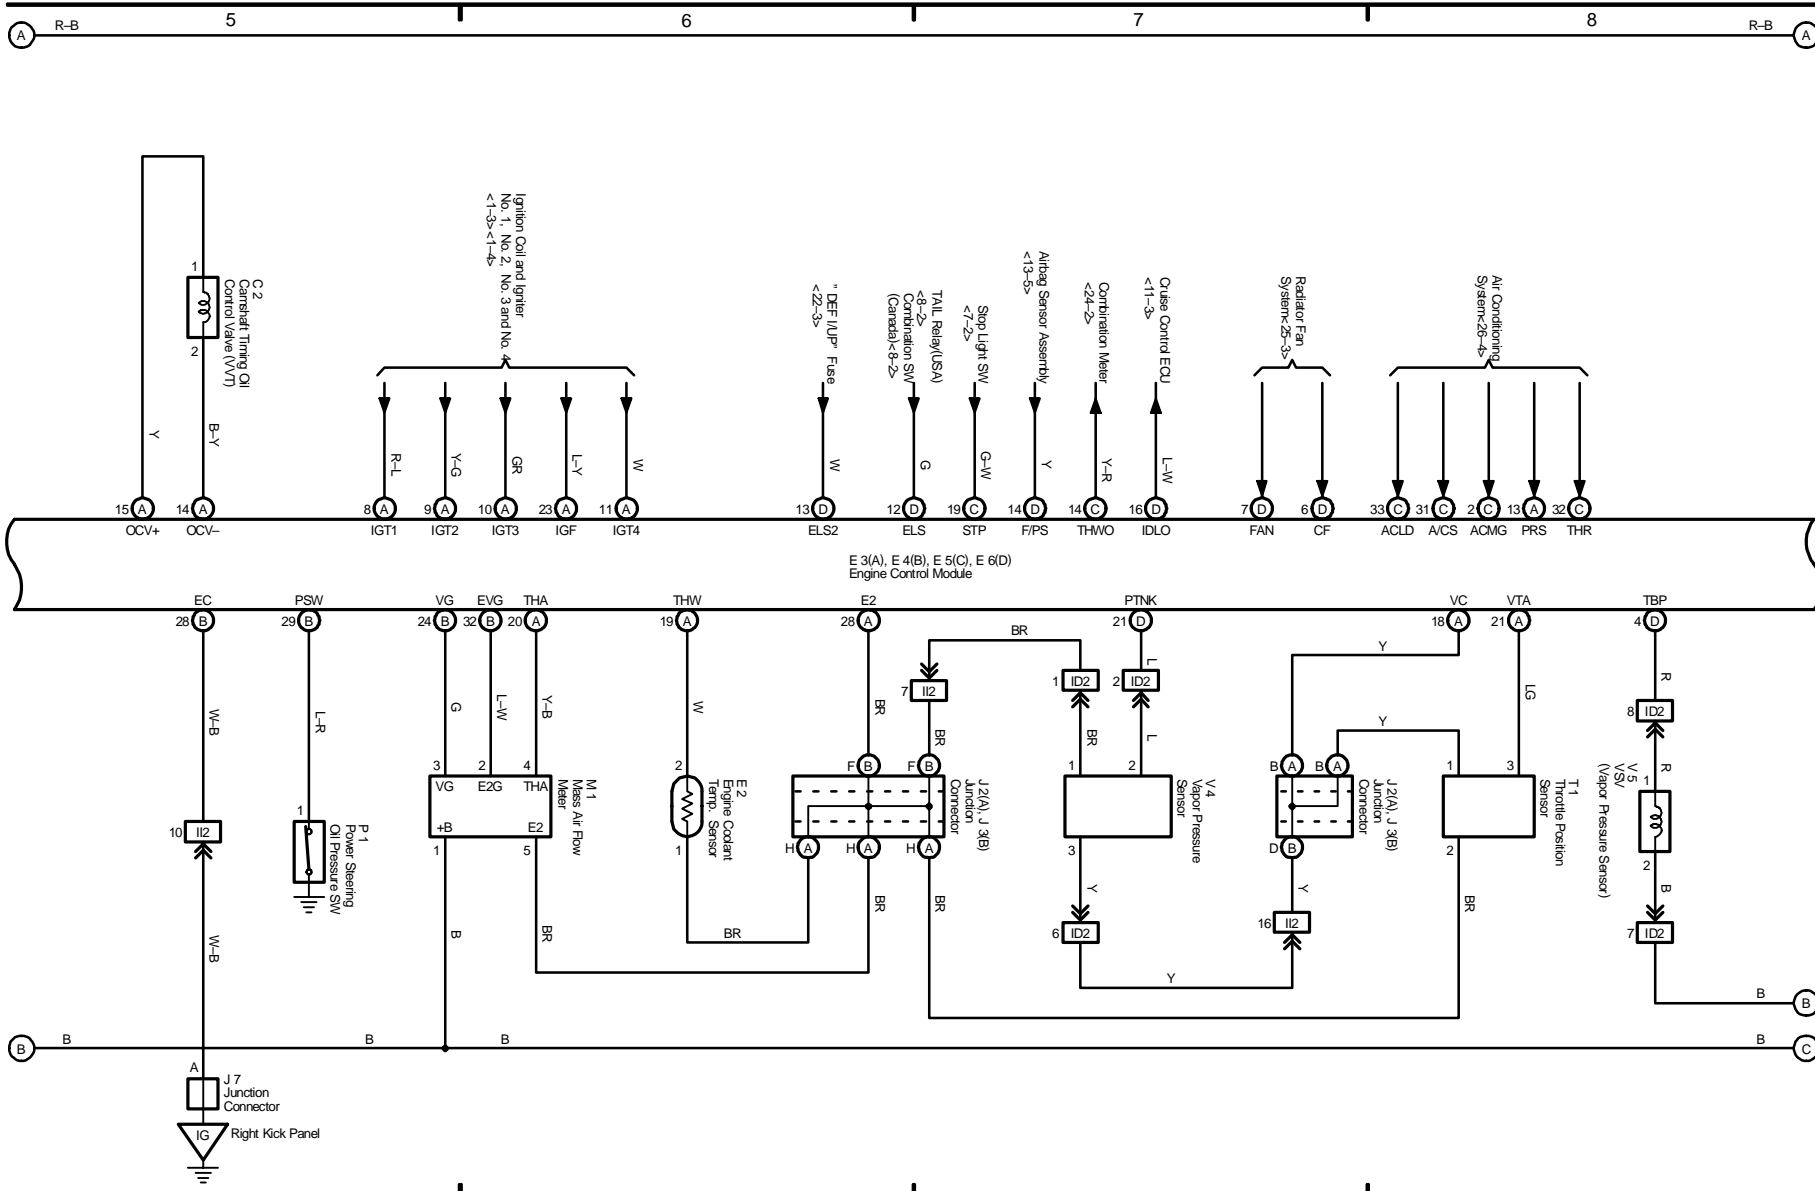 5 6 7 8
A R–B R–B A
Ignition Coil and Igniter
No. 1, No. 2, No. 3 and No. 4
<1–3><1–4>
C 2
Camshaft Timing Oil
Control Valve (VVT)
1
2
" DEF I/UP" Fuse
<22–3>
TAIL Relay(USA)
<8–2>
Combination SW
(Canada)<8–2>
Stop Light SW
<7–2>
Airbag Sensor Assembly
<13–5>
Combination Meter
<24–2>
Cruise Control ECU
<11–3>
Radiator Fan
System<25–3>
Air Conditioning
System<26–4>
Y B–Y R–L Y–G GR L–Y W W G G–W Y Y–R L–W
15 A 14 A 8 A 9 A 10 A 23 A 11 A 13 D 12 D 19 C 14 D 14 C 16 D 7 D 6 D 33 C 31 C 2 C 13 A 32 C
OCV+ OCV– IGT1 IGT2 IGT3 IGF IGT4 ELS2 ELS STP F/PS THWO IDLO FAN CF ACLD A/CS ACMG PRS THR
E 3(A), E 4(B), E 5(C), E 6(D)
Engine Control Module
EC PSW VG EVG THA THW E2 PTNK VC VTA TBP
28 B 29 B 24 B 32 B 20 A 19 A 28 A 21 D 18 A 21 A 4 D
BR Y
L
1 ID2 2 ID2
7 II2
W–B L–R G L–W Y–B W BR BR BR L Y LG R
8 ID2
R
3 2 4 2 F B F B 1 2 B A B A 1 3 1
VG E2G THA
+B E2
M 1
Mass Air Flow
Meter
E 2
Engine Coolant
Temp. Sensor
J 2(A), J 3(B)
Junction
Connector
V 4
Vapor Pressure
Sensor
J 2(A), J 3(B)
Junction
Connector
T 1
Throttle Position
Sensor
V 5
VSV
(Vapor Pressure Sensor)
1
P 1
Power Steering
Oil Pressure SW
10 II2
1 5 1 H A H A H A 3 D B 2 2
BR BR Y Y BR B
6 ID2 16 II2 7 ID2
W–B B BR BR
Y
B B
B B B B B C
A
J 7
Junction
Connector
IG Right Kick Panel